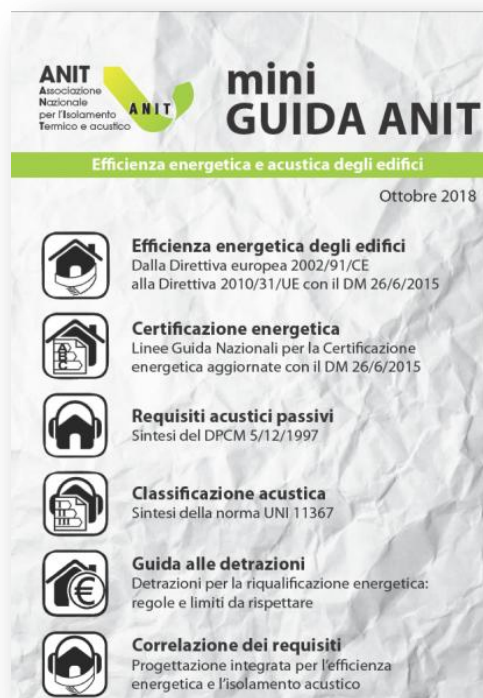 ANIT
Associazione
Nazionale
per l'Isolamento
Termico e acustico
ANIT
mini
GUIDA ANIT
Efficienza energetica e acustica degli edifici
Ottobre 2018
Efficienza energetica degli edifici
Dalla Direttiva europea 2002/91/CE
alla Direttiva 2010/31/UE con il DM 26/6/2015
A
B
C
Certificazione energetica
Linee Guida Nazionali per la Certificazione
energetica aggiornate con il DM 26/6/2015
Requisiti acustici passivi
Sintesi del DPCM 5/12/1997
Classificazione acustica
Sintesi della norma UNI 11367
€
Guida alle detrazioni
Detrazioni per la riqualificazione energetica:
regole e limiti da rispettare
Correlazione dei requisiti
Progettazione integrata per l'efficienza
energetica e l'isolamento acustico